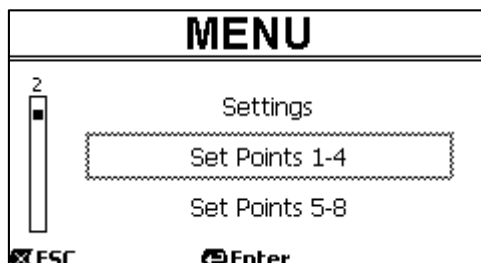 MENU
2
Settings
Set Points 1-4
Set Points 5-8
ESC Enter